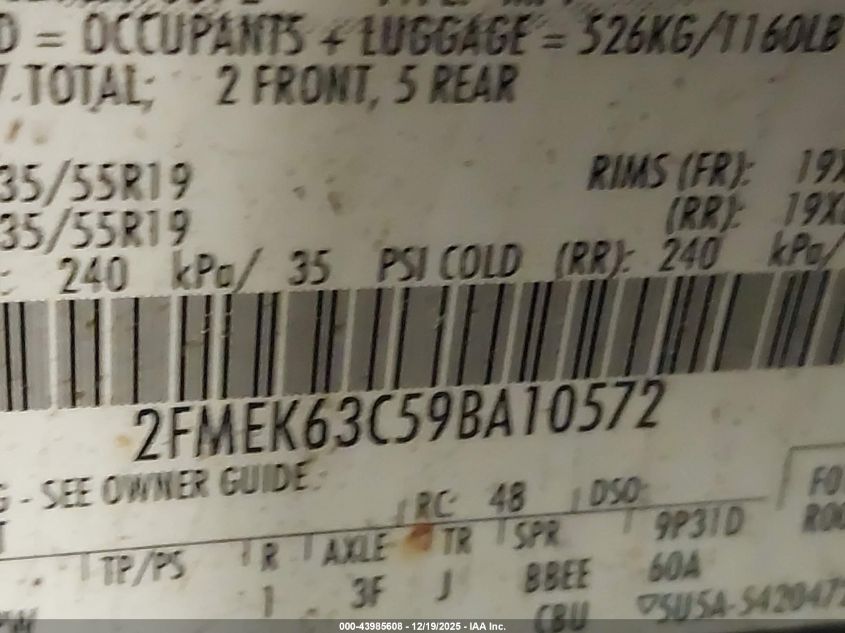 D = OCCUPANTS + LUGGAGE = 526KG/1160LB
TOTAL; 2 FRONT, 5 REAR
35/55R19 RIMS (FR): 19X
35/55R19 (RR): 19X
: 240 kPa/ 35 PSI COLD (RR): 240 kPa/
2FMEK63C59BA10572
G - SEE OWNER GUIDE
RC: 48 DSO:
TP/PS R AXLE TR SPR 9P31D
1 3F J BBEE 60A
CBU ▽5U5A-S420472
000-43985608 - 12/19/2025 - IAA Inc.